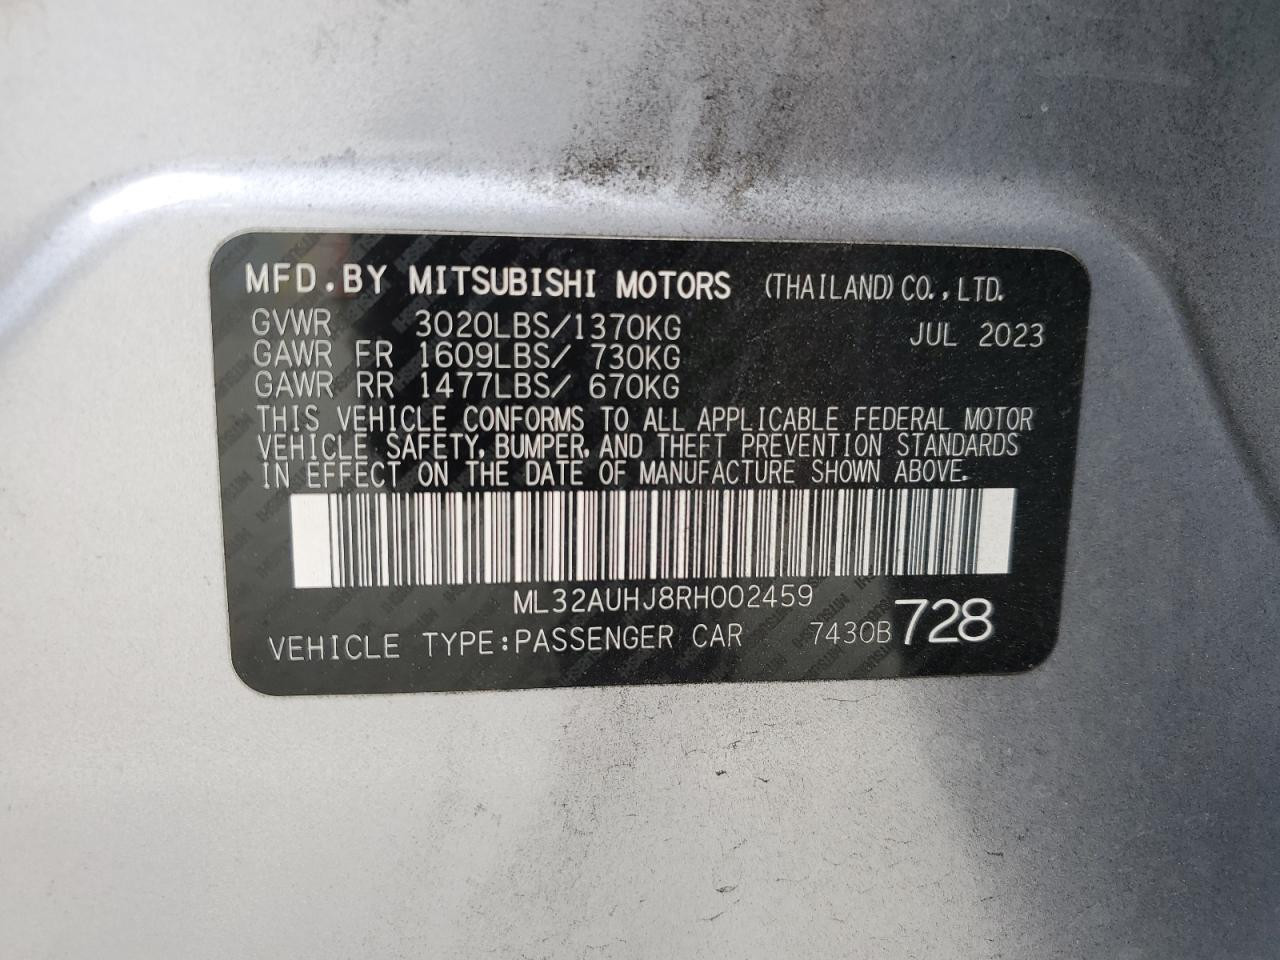 MFD.BY MITSUBISHI MOTORS (THAILAND) CO.,LTD.
GVWR 3020LBS/1370KG JUL 2023
GAWR FR 1609LBS/ 730KG
GAWR RR 1477LBS/ 670KG
THIS VEHICLE CONFORMS TO ALL APPLICABLE FEDERAL MOTOR
VEHICLE SAFETY, BUMPER, AND THEFT PREVENTION STANDARDS
IN EFFECT ON THE DATE OF MANUFACTURE SHOWN ABOVE.
ML32AUHJ8RH002459
VEHICLE TYPE:PASSENGER CAR 7430B 728